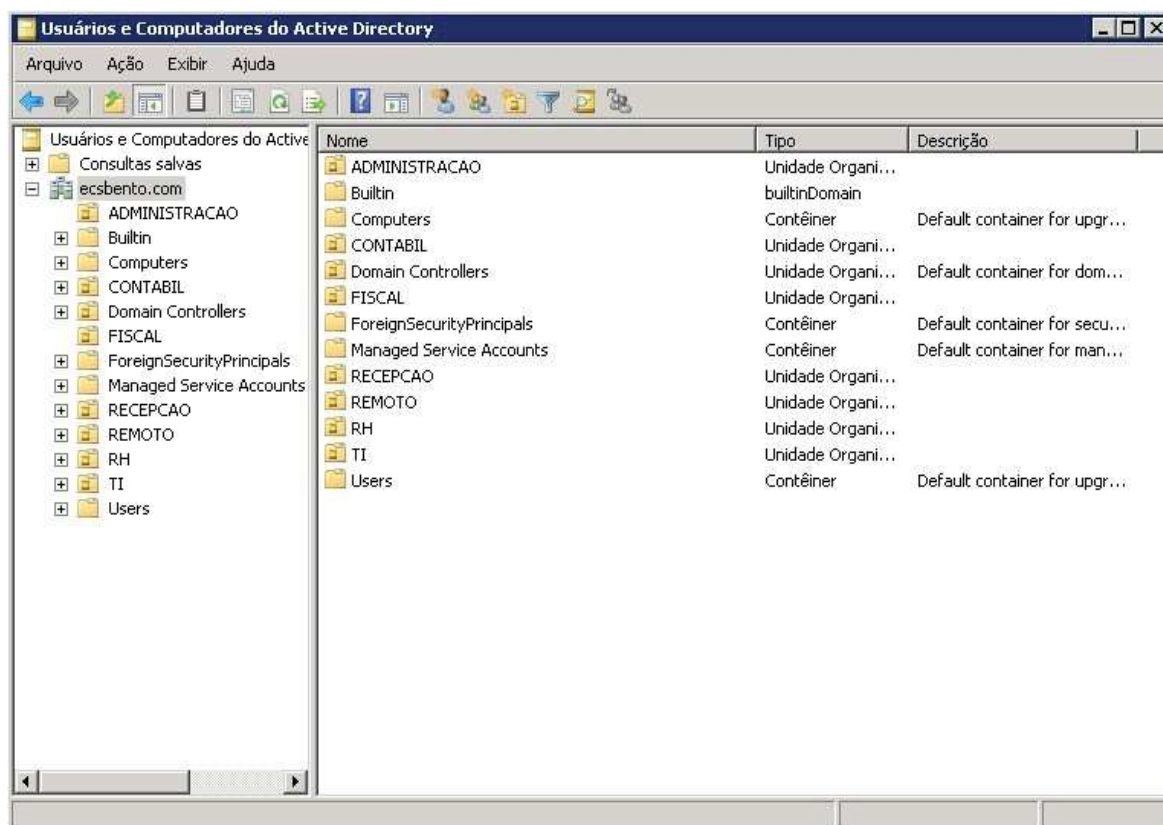 Usuários e Computadores do Active Directory
Arquivo Ação Exibir Ajuda
Usuários e Computadores do Active
Consultas salvas
ecsbento.com
ADMINISTRACAO
Builtin
Computers
CONTABIL
Domain Controllers
FISCAL
ForeignSecurityPrincipals
Managed Service Accounts
RECEPCAO
REMOTO
RH
TI
Users
Nome Tipo Descrição
ADMINISTRACAO Unidade Organi...
Builtin builtinDomain
Computers Contêiner Default container for upgr...
CONTABIL Unidade Organi...
Domain Controllers Unidade Organi... Default container for dom...
FISCAL Unidade Organi...
ForeignSecurityPrincipals Contêiner Default container for secu...
Managed Service Accounts Contêiner Default container for man...
RECEPCAO Unidade Organi...
REMOTO Unidade Organi...
RH Unidade Organi...
TI Unidade Organi...
Users Contêiner Default container for upgr...